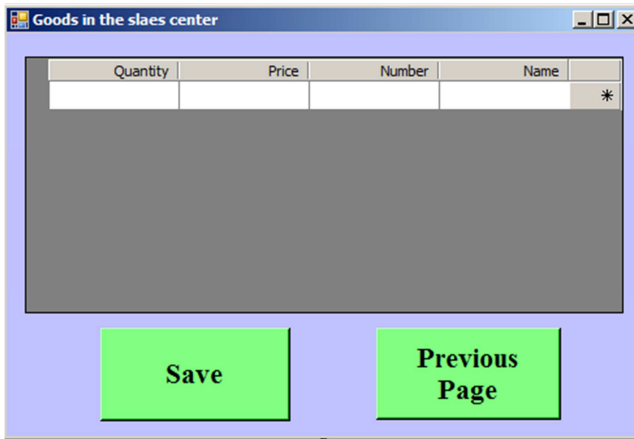 Goods in the slaes center
Quantity Price Number Name
*
Save
Previous
Page